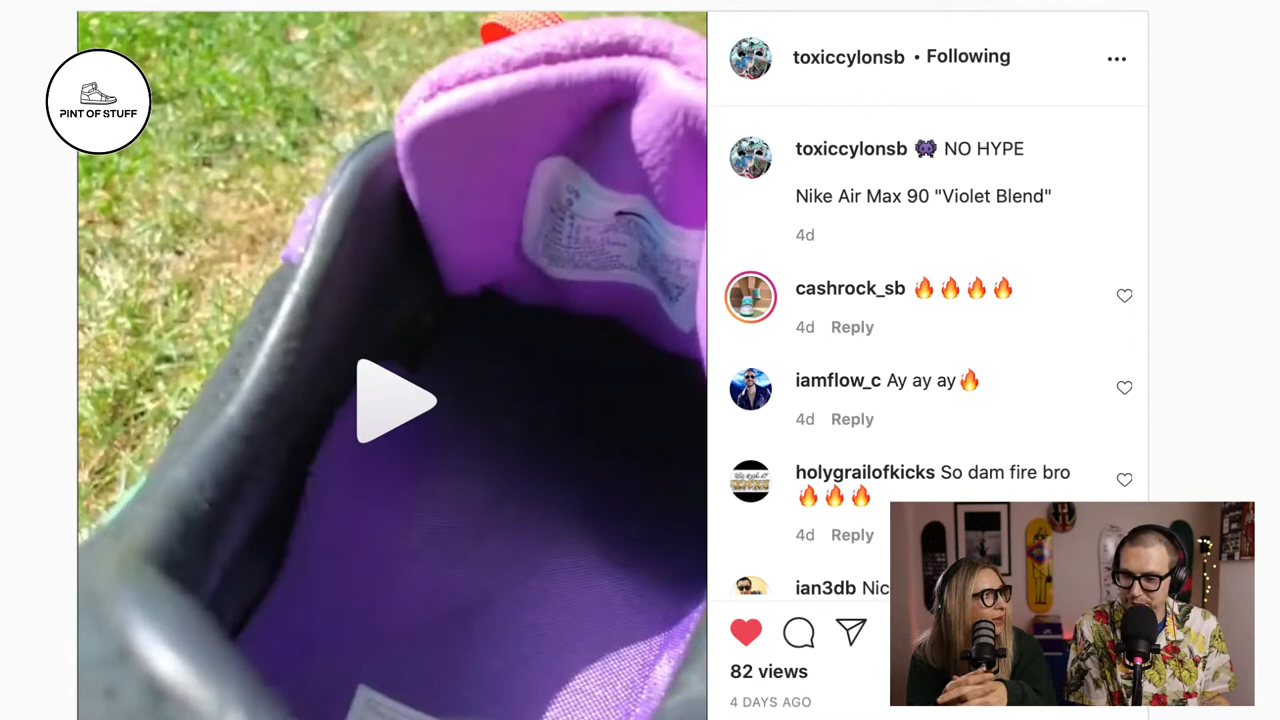 PINT OF STUFF
toxiccylonsb • Following
toxiccylonsb 👾 NO HYPE
Nike Air Max 90 "Violet Blend"
4d
cashrock_sb 🔥🔥🔥🔥
4d Reply
iamflow_c Ay ay ay🔥
4d Reply
holygrailofkicks So dam fire bro
🔥🔥🔥
4d Reply
ian3db Nic
82 views
4 DAYS AGO